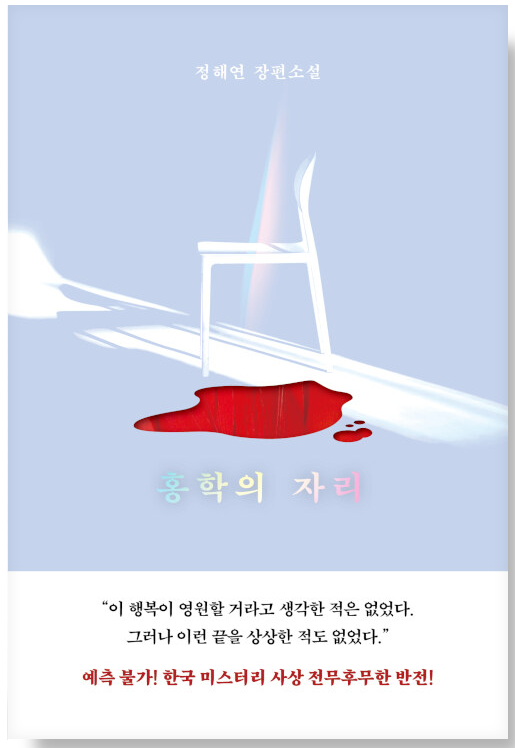 정해연 장편소설
홍학의 자리
“이 행복이 영원할 거라고 생각한 적은 없었다.
그러나 이런 끝을 상상한 적도 없었다.”
예측 불가! 한국 미스터리 사상 전무후무한 반전!